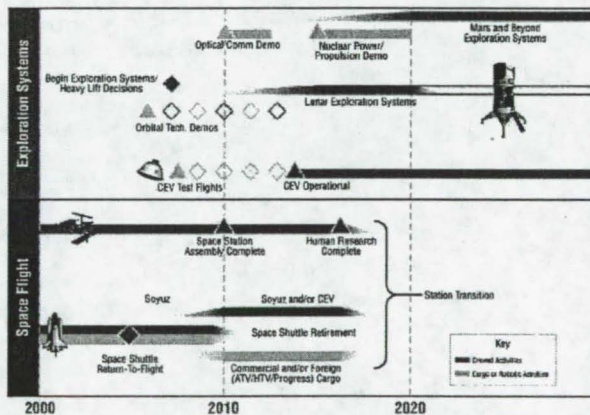 Exploration Systems
Optical Comm Demo
Nuclear Power/
Propulsion Demo
Mars and Beyond
Exploration Systems
Begin Exploration Systems/
Heavy Lift Decisions
Orbital Tech. Demos
Lunar Exploration Systems
CEV Test Flights
CEV Operational
Space Flight
Space Station
Assembly Complete
Human Research
Complete
Station Transition
Soyuz
Soyuz and/or CEV
Space Shuttle Retirement
Space Shuttle
Return-To-Flight
Commercial and/or Foreign
(ATV/HTV/Progress) Cargo
Key
Crewed Activities
Cargo or Robotic Activities
2000
2010
2020